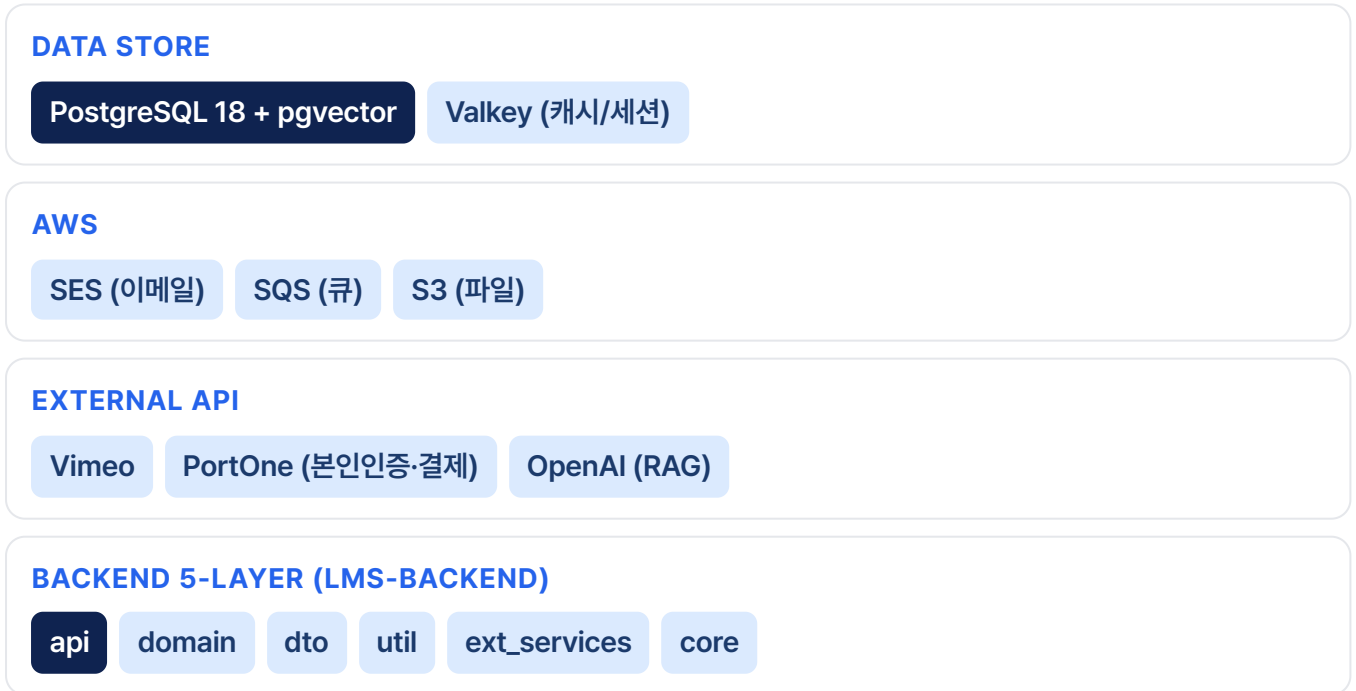 DATA STORE
PostgreSQL 18 + pgvector Valkey (캐시/세션)
AWS
SES (이메일) SQS (큐) S3 (파일)
EXTERNAL API
Vimeo PortOne (본인인증·결제) OpenAI (RAG)
BACKEND 5-LAYER (LMS-BACKEND)
api domain dto util ext_services core